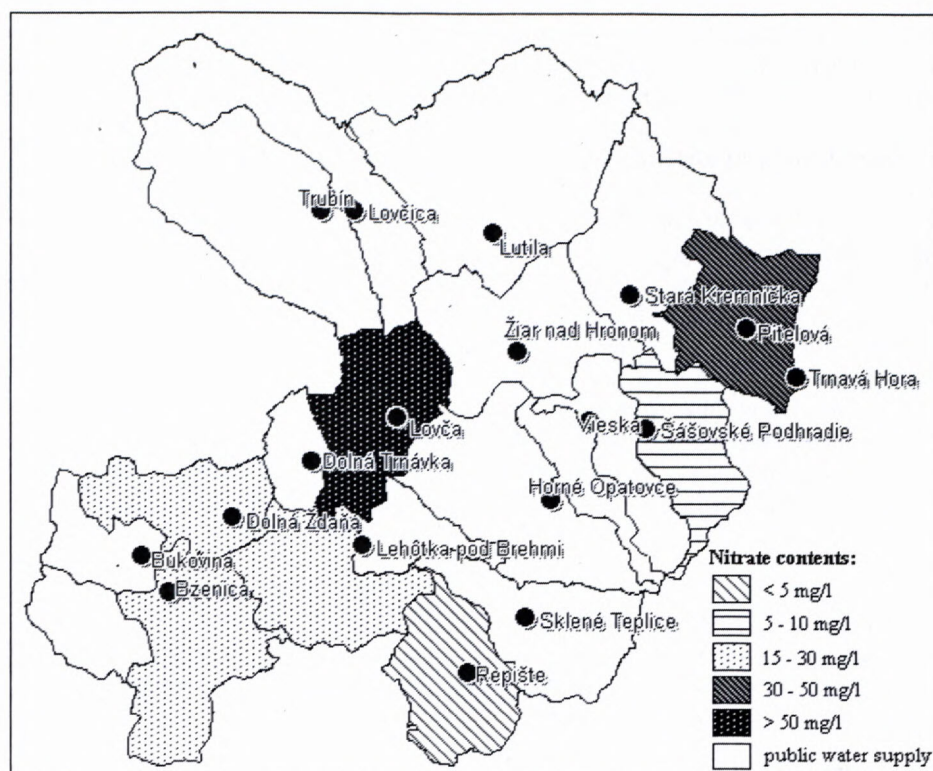 Trubín
Lovčica
Lutila
Stará Kremnička
Žiar nad Hronom
Pitelová
Trnavá Hora
Lovča
Vieska
Šášovské Podhradie
Dolná Trnávka
Horné Opatovce
Dolná Ždaňa
Lehôtka pod Brehmi
Bukovina
Bzenica
Sklené Teplice
Repište
Nitrate contents:
< 5 mg/l
5 - 10 mg/l
15 - 30 mg/l
30 - 50 mg/l
> 50 mg/l
public water supply